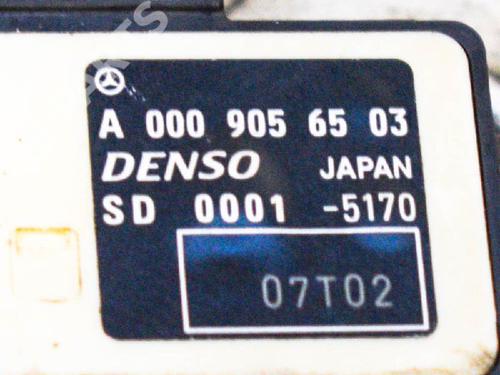 A 000 905 65 03
DENSO JAPAN
SD 0001 -5170
07T02